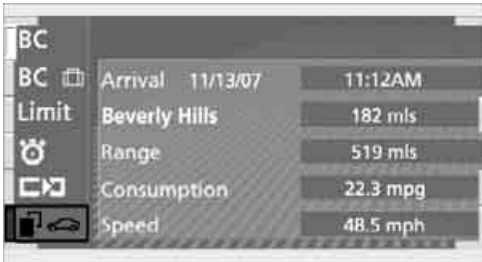 BC
BC
Arrival 11/13/07 11:12AM
Limit
Beverly Hills 182 mls
Range 519 mls
Consumption 22.3 mpg
Speed 48.5 mph